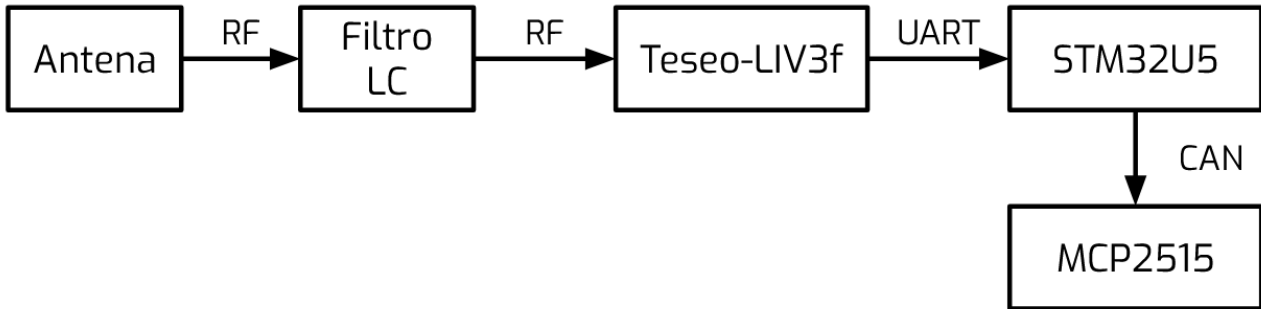 Antena
RF
Filtro
LC
RF
Teseo-LIV3f
UART
STM32U5
CAN
MCP2515